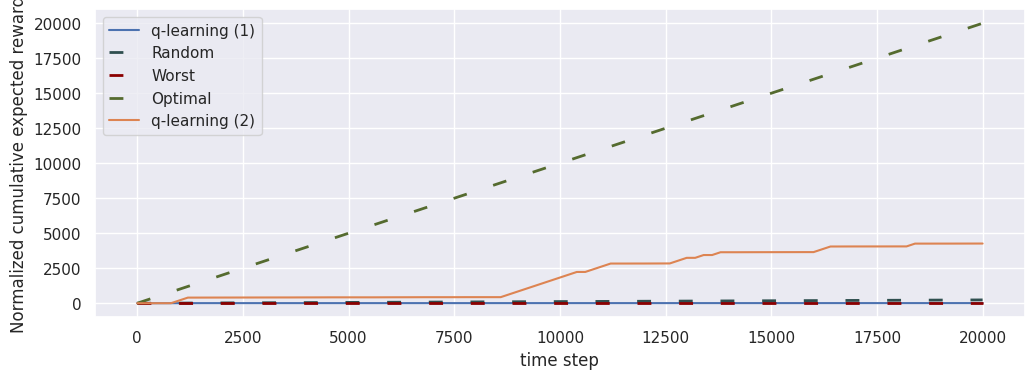 Normalized cumulative expected reward
20000
17500
15000
12500
10000
7500
5000
2500
0
q-learning (1)
Random
Worst
Optimal
q-learning (2)
0 2500 5000 7500 10000 12500 15000 17500 20000
time step